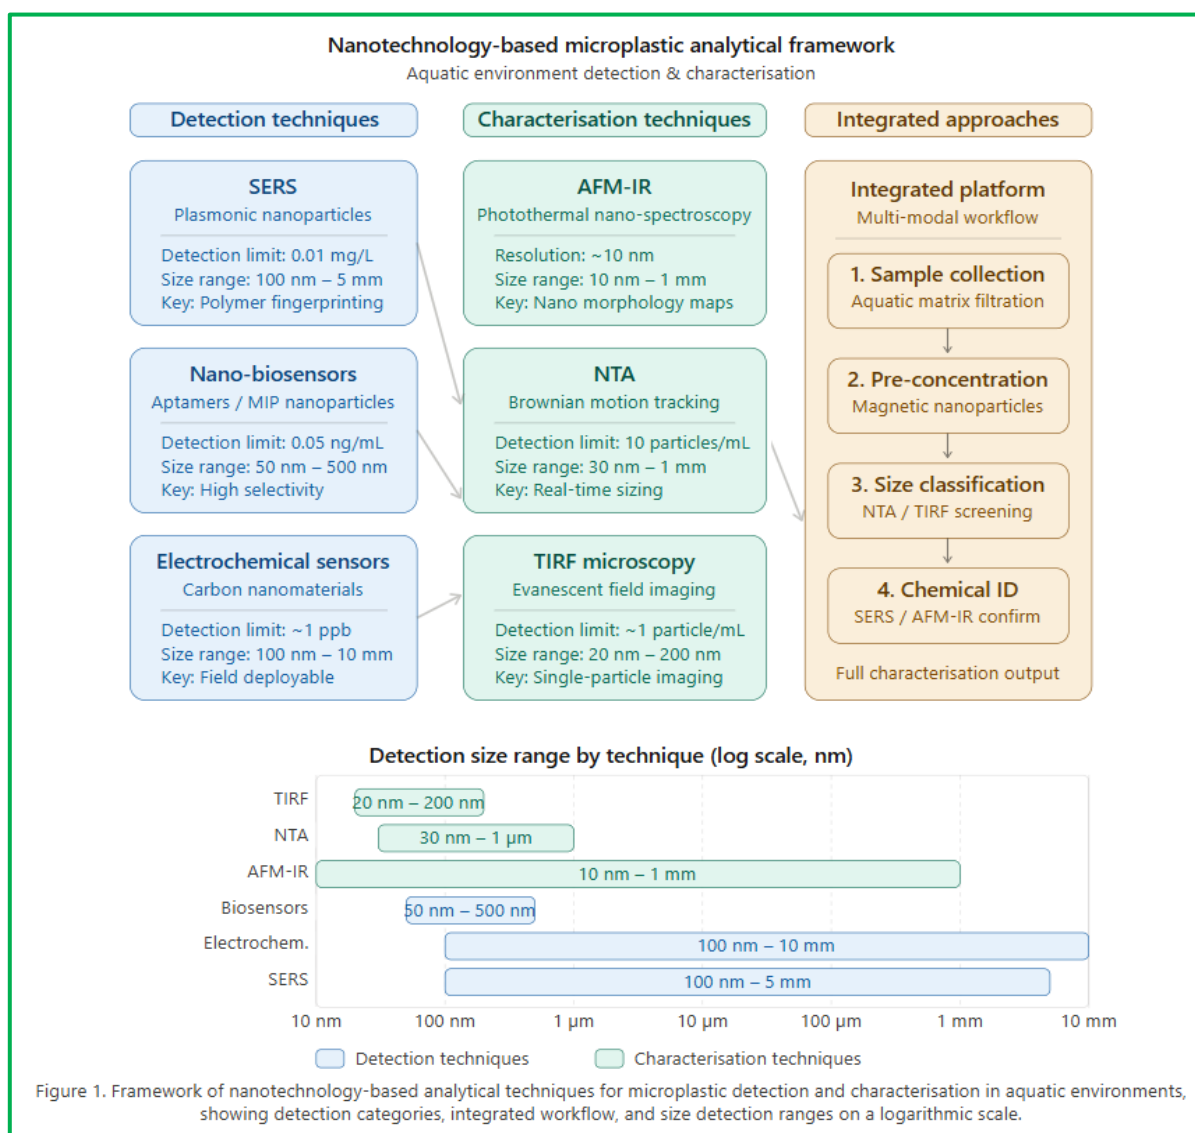 Nanotechnology-based microplastic analytical framework
Aquatic environment detection & characterisation
Detection techniques
Characterisation techniques
Integrated approaches
SERS
Plasmonic nanoparticles
Detection limit: 0.01 mg/L
Size range: 100 nm – 5 mm
Key: Polymer fingerprinting
AFM-IR
Photothermal nano-spectroscopy
Resolution: ~10 nm
Size range: 10 nm – 1 mm
Key: Nano morphology maps
Nano-biosensors
Aptamers / MIP nanoparticles
Detection limit: 0.05 ng/mL
Size range: 50 nm – 500 nm
Key: High selectivity
NTA
Brownian motion tracking
Detection limit: 10 particles/mL
Size range: 30 nm – 1 mm
Key: Real-time sizing
Electrochemical sensors
Carbon nanomaterials
Detection limit: ~1 ppb
Size range: 100 nm – 10 mm
Key: Field deployable
TIRF microscopy
Evanescent field imaging
Detection limit: ~1 particle/mL
Size range: 20 nm – 200 nm
Key: Single-particle imaging
Integrated platform
Multi-modal workflow
1. Sample collection
Aquatic matrix filtration
2. Pre-concentration
Magnetic nanoparticles
3. Size classification
NTA / TIRF screening
4. Chemical ID
SERS / AFM-IR confirm
Full characterisation output
Detection size range by technique (log scale, nm)
TIRF 20 nm – 200 nm
NTA 30 nm – 1 µm
AFM-IR 10 nm – 1 mm
Biosensors 50 nm – 500 nm
Electrochem. 100 nm – 10 mm
SERS 100 nm – 5 mm
10 nm 100 nm 1 µm 10 µm 100 µm 1 mm 10 mm
Detection techniques Characterisation techniques
Figure 1. Framework of nanotechnology-based analytical techniques for microplastic detection and characterisation in aquatic environments,
showing detection categories, integrated workflow, and size detection ranges on a logarithmic scale.